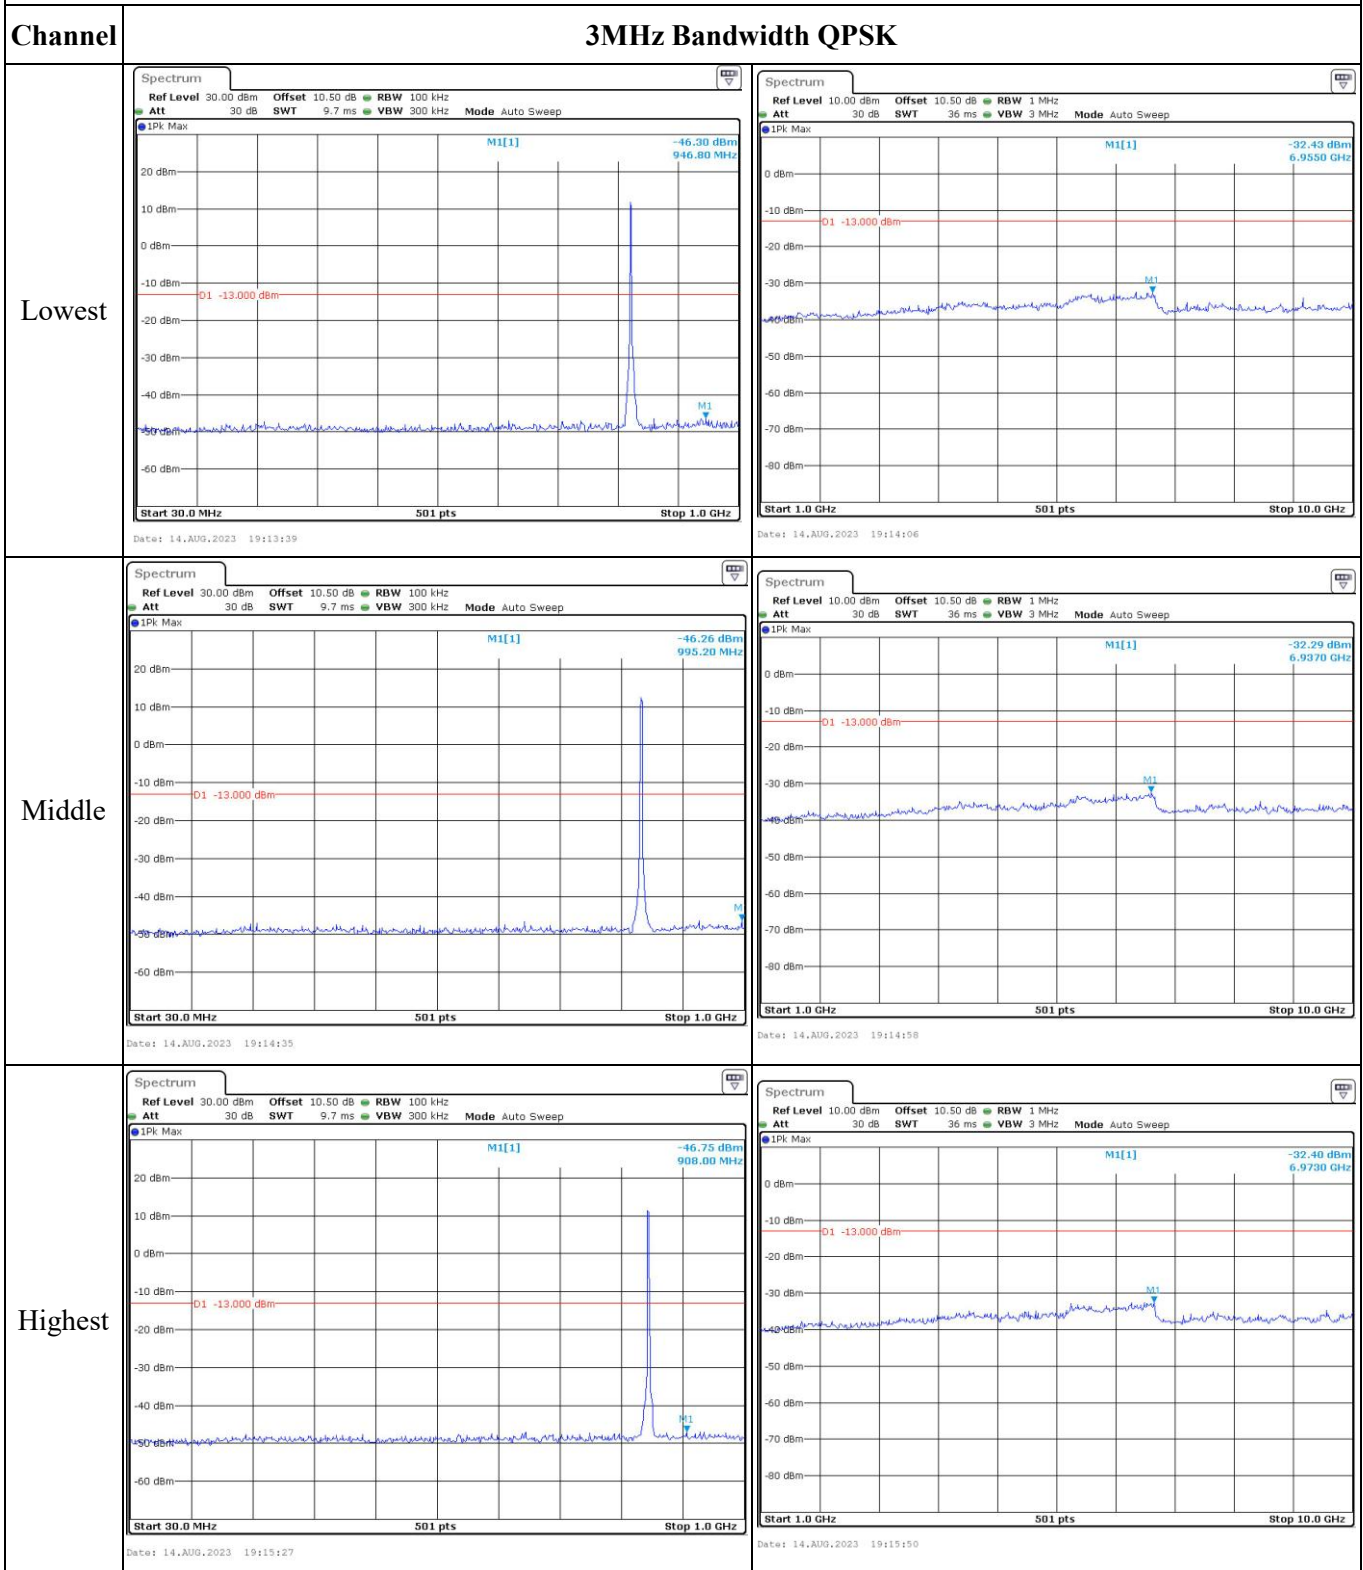 Channel 3MHz Bandwidth QPSK
Lowest
Spectrum
Ref Level 30.00 dBm Offset 10.50 dB RBW 100 kHz
Att 30 dB SWT 9.7 ms VBW 300 kHz Mode Auto Sweep
1Pk Max
M1[1] -46.30 dBm
946.80 MHz
20 dBm
10 dBm
0 dBm
-10 dBm
D1 -13.000 dBm
-20 dBm
-30 dBm
-40 dBm
M1
-50 dBm
-60 dBm
Start 30.0 MHz 501 pts Stop 1.0 GHz
Date: 14.AUG.2023 19:13:39
Spectrum
Ref Level 10.00 dBm Offset 10.50 dB RBW 1 MHz
Att 30 dB SWT 36 ms VBW 3 MHz Mode Auto Sweep
1Pk Max
M1[1] -32.43 dBm
6.9550 GHz
0 dBm
-10 dBm
D1 -13.000 dBm
-20 dBm
-30 dBm
M1
-40 dBm
-50 dBm
-60 dBm
-70 dBm
-80 dBm
Start 1.0 GHz 501 pts Stop 10.0 GHz
Date: 14.AUG.2023 19:14:06
Middle
Spectrum
Ref Level 30.00 dBm Offset 10.50 dB RBW 100 kHz
Att 30 dB SWT 9.7 ms VBW 300 kHz Mode Auto Sweep
1Pk Max
M1[1] -46.26 dBm
995.20 MHz
20 dBm
10 dBm
0 dBm
-10 dBm
D1 -13.000 dBm
-20 dBm
-30 dBm
-40 dBm
M
-50 dBm
-60 dBm
Start 30.0 MHz 501 pts Stop 1.0 GHz
Date: 14.AUG.2023 19:14:35
Spectrum
Ref Level 10.00 dBm Offset 10.50 dB RBW 1 MHz
Att 30 dB SWT 36 ms VBW 3 MHz Mode Auto Sweep
1Pk Max
M1[1] -32.29 dBm
6.9370 GHz
0 dBm
-10 dBm
D1 -13.000 dBm
-20 dBm
-30 dBm
M1
-40 dBm
-50 dBm
-60 dBm
-70 dBm
-80 dBm
Start 1.0 GHz 501 pts Stop 10.0 GHz
Date: 14.AUG.2023 19:14:58
Highest
Spectrum
Ref Level 30.00 dBm Offset 10.50 dB RBW 100 kHz
Att 30 dB SWT 9.7 ms VBW 300 kHz Mode Auto Sweep
1Pk Max
M1[1] -46.75 dBm
908.00 MHz
20 dBm
10 dBm
0 dBm
-10 dBm
D1 -13.000 dBm
-20 dBm
-30 dBm
-40 dBm
M1
-50 dBm
-60 dBm
Start 30.0 MHz 501 pts Stop 1.0 GHz
Date: 14.AUG.2023 19:15:27
Spectrum
Ref Level 10.00 dBm Offset 10.50 dB RBW 1 MHz
Att 30 dB SWT 36 ms VBW 3 MHz Mode Auto Sweep
1Pk Max
M1[1] -32.40 dBm
6.9730 GHz
0 dBm
-10 dBm
D1 -13.000 dBm
-20 dBm
-30 dBm
M1
-40 dBm
-50 dBm
-60 dBm
-70 dBm
-80 dBm
Start 1.0 GHz 501 pts Stop 10.0 GHz
Date: 14.AUG.2023 19:15:50